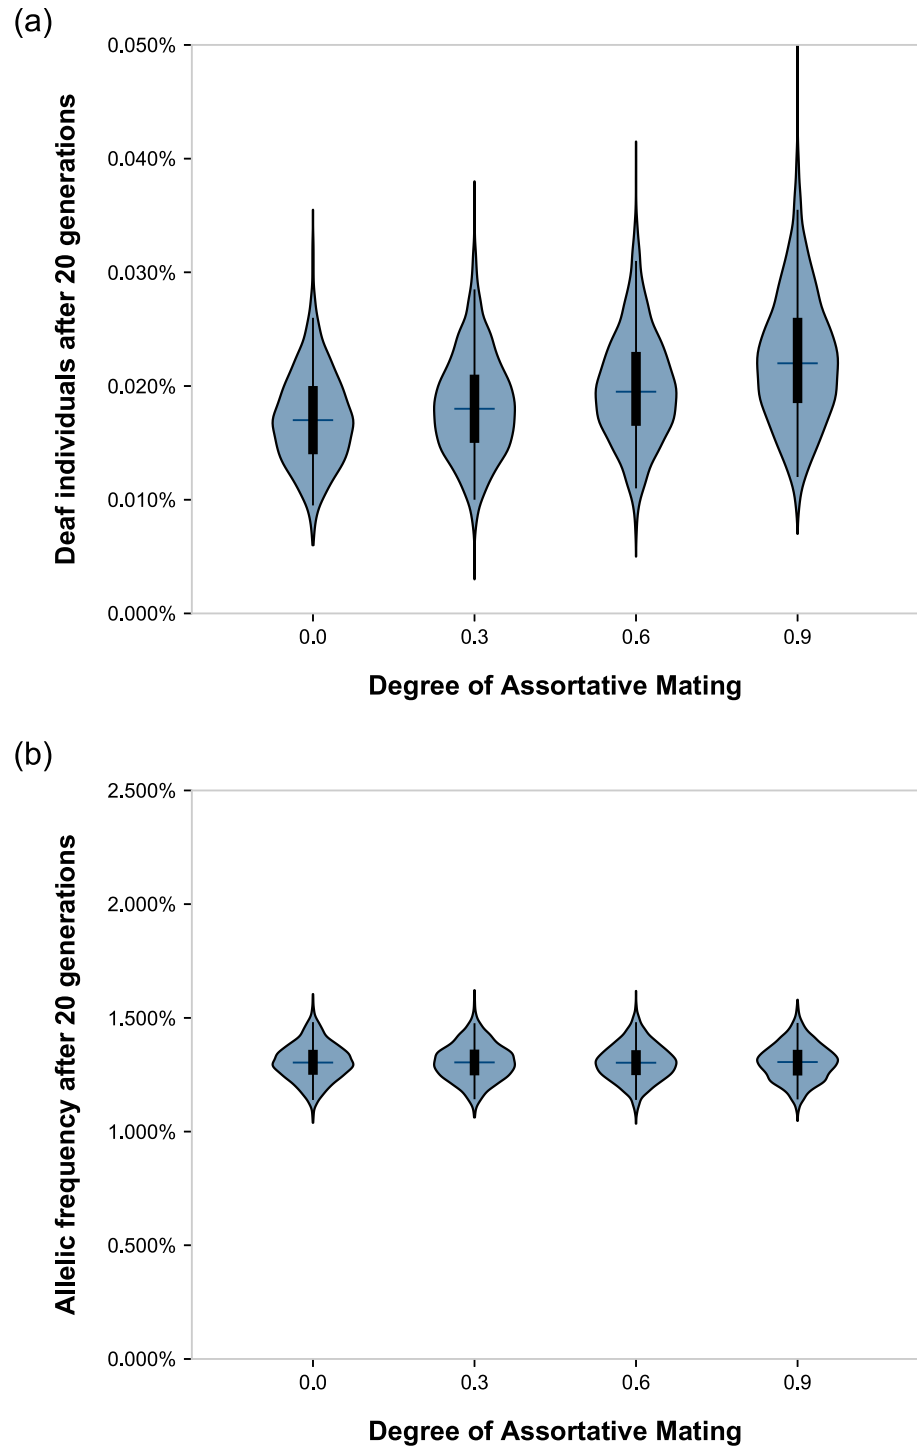 (a)
Deaf individuals after 20 generations
0.050%
0.040%
0.030%
0.020%
0.010%
0.000%
0.0 0.3 0.6 0.9
Degree of Assortative Mating
(b)
Allelic frequency after 20 generations
2.500%
2.000%
1.500%
1.000%
0.500%
0.000%
0.0 0.3 0.6 0.9
Degree of Assortative Mating